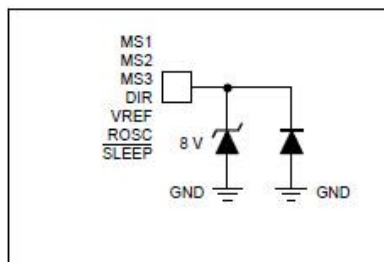 MS1
MS2
MS3
DIR
VREF
ROSC
SLEEP
8 V
GND
GND